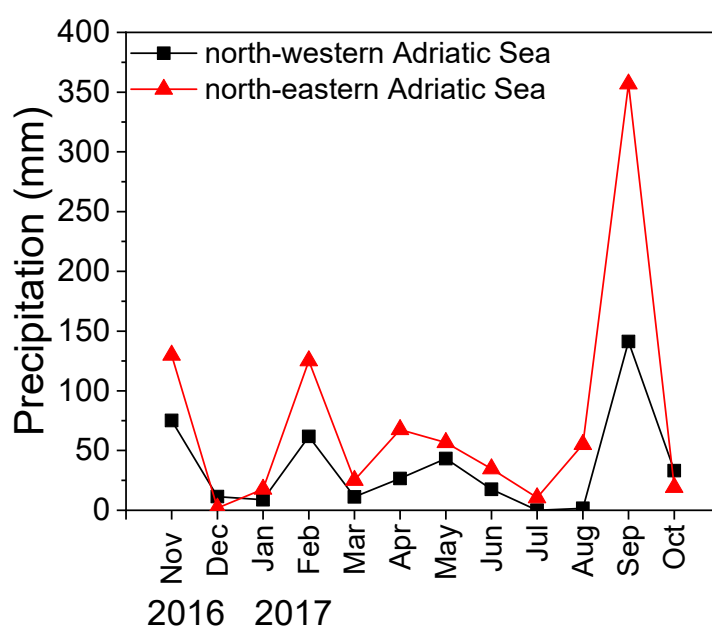 400
350
300
250
200
150
100
50
0
Precipitation (mm)
north-western Adriatic Sea
north-eastern Adriatic Sea
Nov
Dec
Jan
Feb
Mar
Apr
May
Jun
Jul
Aug
Sep
Oct
2016 2017